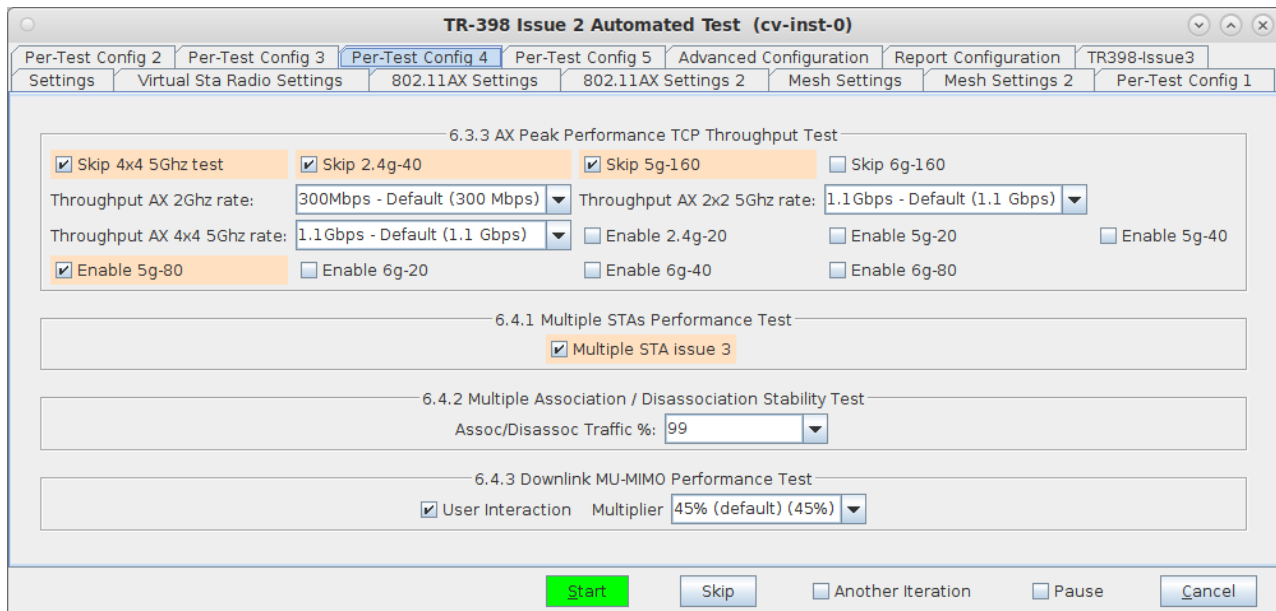 TR-398 Issue 2 Automated Test (cv-inst-0)
Per-Test Config 2 Per-Test Config 3 Per-Test Config 4 Per-Test Config 5 Advanced Configuration Report Configuration TR398-Issue3
Settings Virtual Sta Radio Settings 802.11AX Settings 802.11AX Settings 2 Mesh Settings Mesh Settings 2 Per-Test Config 1
6.3.3 AX Peak Performance TCP Throughput Test
Skip 4x4 5Ghz test Skip 2.4g-40 Skip 5g-160 Skip 6g-160
Throughput AX 2Ghz rate: 300Mbps - Default (300 Mbps) Throughput AX 2x2 5Ghz rate: 1.1Gbps - Default (1.1 Gbps)
Throughput AX 4x4 5Ghz rate: 1.1Gbps - Default (1.1 Gbps) Enable 2.4g-20 Enable 5g-20 Enable 5g-40
Enable 5g-80 Enable 6g-20 Enable 6g-40 Enable 6g-80
6.4.1 Multiple STAs Performance Test
Multiple STA issue 3
6.4.2 Multiple Association / Disassociation Stability Test
Assoc/Disassoc Traffic %: 99
6.4.3 Downlink MU-MIMO Performance Test
User Interaction Multiplier 45% (default) (45%)
Start Skip Another Iteration Pause Cancel